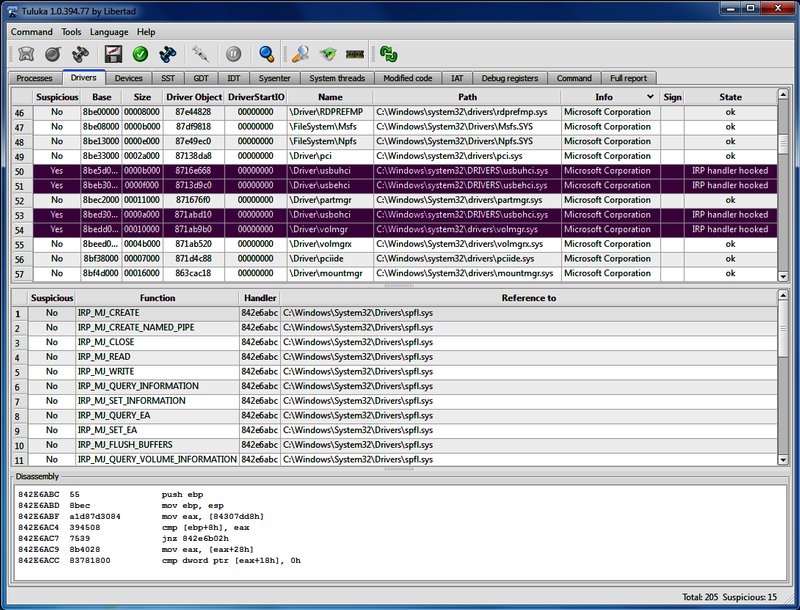 Tuluka 1.0.394.77 by Libertad
Command Tools Language Help
Processes Drivers Devices SST GDT IDT Sysenter System threads Modified code IAT Debug registers Command Full report
Suspicious Base Size Driver Object DriverStartIO Name Path Info Sign State
46 No 8be00000 00008000 87e44828 00000000 \Driver\RDPREFMP C:\Windows\system32\drivers\rdprefmp.sys Microsoft Corporation ok
47 No 8be08000 0000b000 87df9818 00000000 \FileSystem\Msfs C:\Windows\system32\drivers\Msfs.SYS Microsoft Corporation ok
48 No 8be13000 0000e000 87e49ec0 00000000 \FileSystem\Npfs C:\Windows\system32\drivers\Npfs.SYS Microsoft Corporation ok
49 No 8be33000 0002a000 87138da8 00000000 \Driver\pci C:\Windows\system32\drivers\pci.sys Microsoft Corporation ok
50 Yes 8be5d0... 0000b000 8716e668 00000000 \Driver\usbuhci C:\Windows\system32\DRIVERS\usbuhci.sys Microsoft Corporation IRP handler hooked
51 Yes 8beb30... 0000f000 8713d9c0 00000000 \Driver\usbehci C:\Windows\system32\DRIVERS\usbehci.sys Microsoft Corporation IRP handler hooked
52 No 8bec2000 00011000 871676f0 00000000 \Driver\partmgr C:\Windows\System32\drivers\partmgr.sys Microsoft Corporation ok
53 Yes 8bed30... 0000a000 871abd10 00000000 \Driver\usbohci C:\Windows\system32\DRIVERS\usbohci.sys Microsoft Corporation IRP handler hooked
54 Yes 8bedd0... 00010000 871ab9b0 00000000 \Driver\volmgr C:\Windows\system32\drivers\volmgr.sys Microsoft Corporation IRP handler hooked
55 No 8beed0... 0004b000 871ab520 00000000 \Driver\volmgrx C:\Windows\System32\drivers\volmgrx.sys Microsoft Corporation ok
56 No 8bf38000 00007000 871d4c88 00000000 \Driver\pciide C:\Windows\system32\drivers\pciide.sys Microsoft Corporation ok
57 No 8bf4d000 00016000 863cac18 00000000 \Driver\mountmgr C:\Windows\System32\drivers\mountmgr.sys Microsoft Corporation ok
Suspicious Function Handler Reference to
1 No IRP_MJ_CREATE 842e6abc C:\Windows\System32\Drivers\spfl.sys
2 No IRP_MJ_CREATE_NAMED_PIPE 842e6abc C:\Windows\System32\Drivers\spfl.sys
3 No IRP_MJ_CLOSE 842e6abc C:\Windows\System32\Drivers\spfl.sys
4 No IRP_MJ_READ 842e6abc C:\Windows\System32\Drivers\spfl.sys
5 No IRP_MJ_WRITE 842e6abc C:\Windows\System32\Drivers\spfl.sys
6 No IRP_MJ_QUERY_INFORMATION 842e6abc C:\Windows\System32\Drivers\spfl.sys
7 No IRP_MJ_SET_INFORMATION 842e6abc C:\Windows\System32\Drivers\spfl.sys
8 No IRP_MJ_QUERY_EA 842e6abc C:\Windows\System32\Drivers\spfl.sys
9 No IRP_MJ_SET_EA 842e6abc C:\Windows\System32\Drivers\spfl.sys
10 No IRP_MJ_FLUSH_BUFFERS 842e6abc C:\Windows\System32\Drivers\spfl.sys
11 No IRP_MJ_QUERY_VOLUME_INFORMATION 842e6abc C:\Windows\System32\Drivers\spfl.sys
Disassembly
842E6ABC 55 push ebp
842E6ABD 8bec mov ebp, esp
842E6ABF a1d87d3084 mov eax, [84307dd8h]
842E6AC4 394508 cmp [ebp+8h], eax
842E6AC7 7539 jnz 842e6b02h
842E6AC9 8b4028 mov eax, [eax+28h]
842E6ACC 83781800 cmp dword ptr [eax+18h], 0h
Total: 205 Suspicious: 15